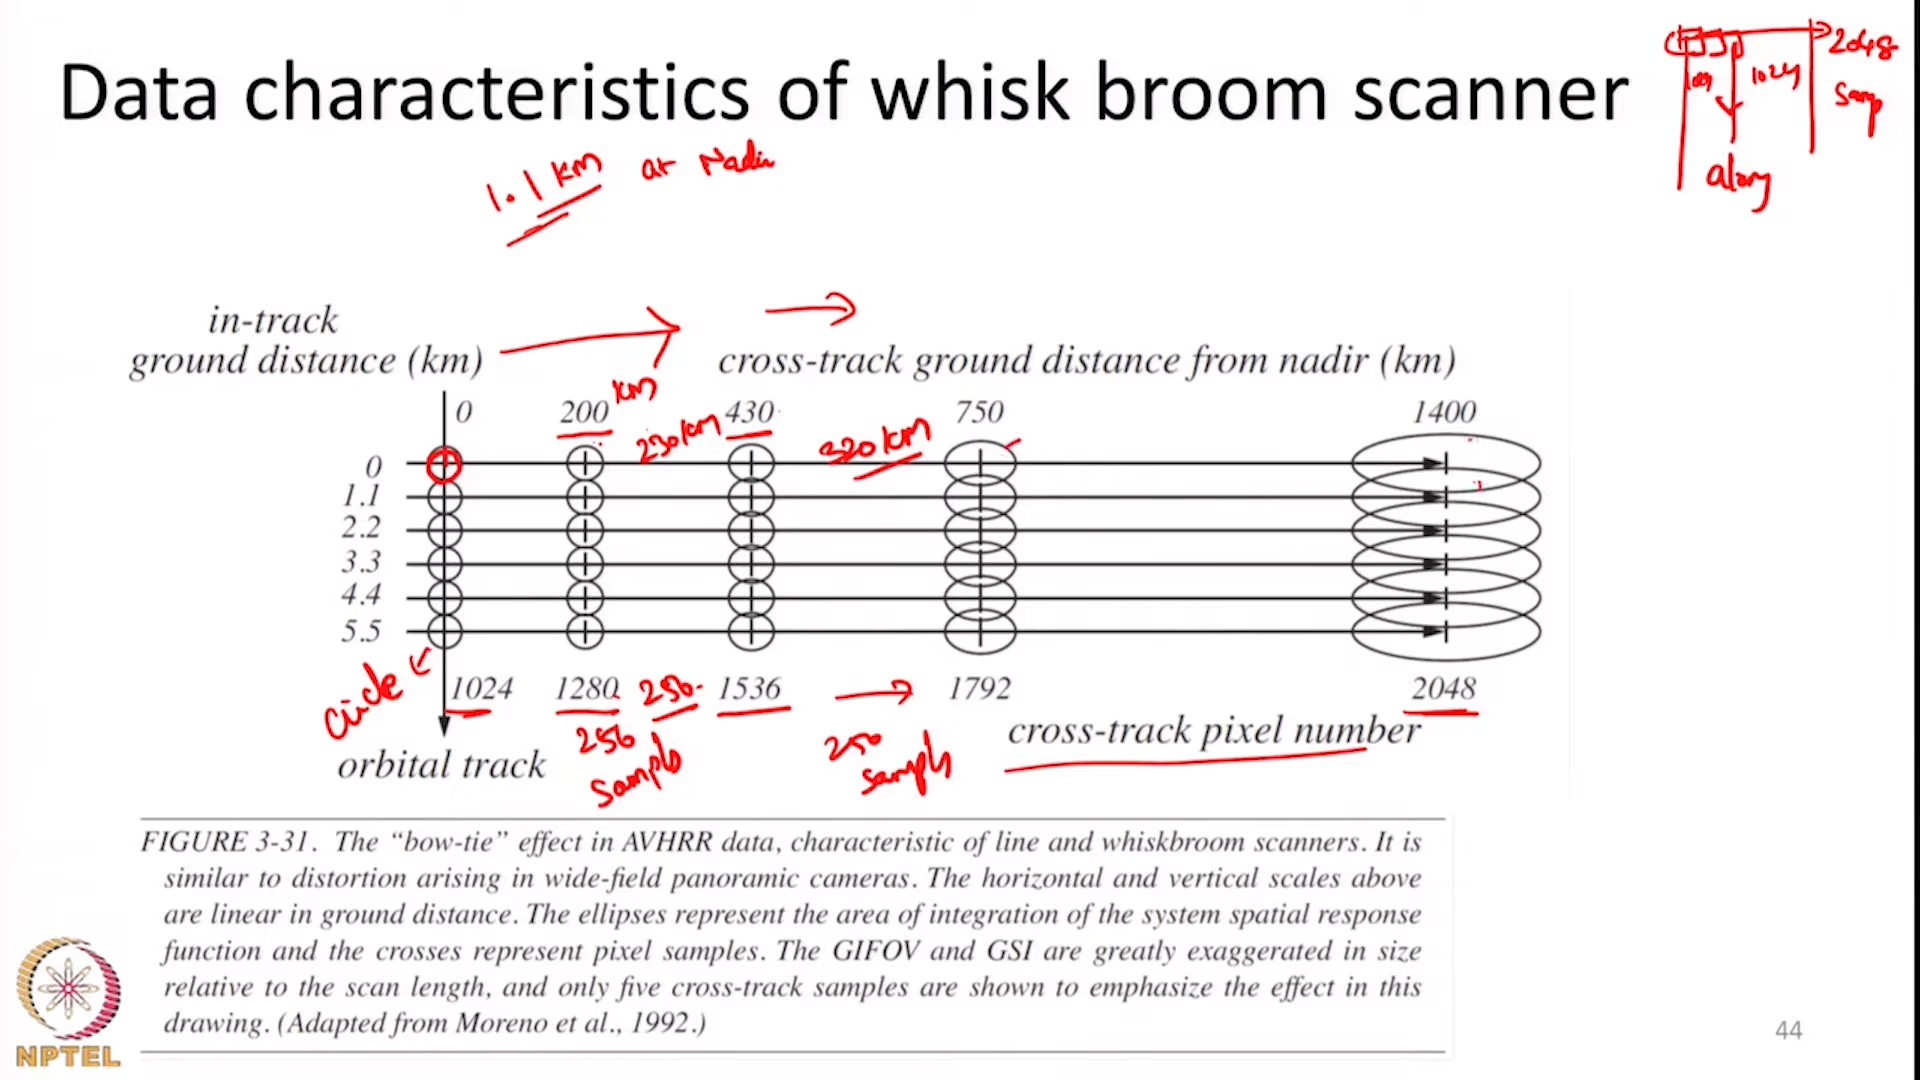 Data characteristics of whisk broom scanner
2048
samp
1024
along
1.1 km at Nadir
in-track
ground distance (km)
cross-track ground distance from nadir (km)
km
0 200 430 750 1400
230 km
320 km
0
1.1
2.2
3.3
4.4
5.5
circle
1024 1280 256 1536 1792 2048
256
sample
250
sample
orbital track
cross-track pixel number
FIGURE 3-31. The “bow-tie” effect in AVHRR data, characteristic of line and whiskbroom scanners. It is
similar to distortion arising in wide-field panoramic cameras. The horizontal and vertical scales above
are linear in ground distance. The ellipses represent the area of integration of the system spatial response
function and the crosses represent pixel samples. The GIFOV and GSI are greatly exaggerated in size
relative to the scan length, and only five cross-track samples are shown to emphasize the effect in this
drawing. (Adapted from Moreno et al., 1992.)
NPTEL
44